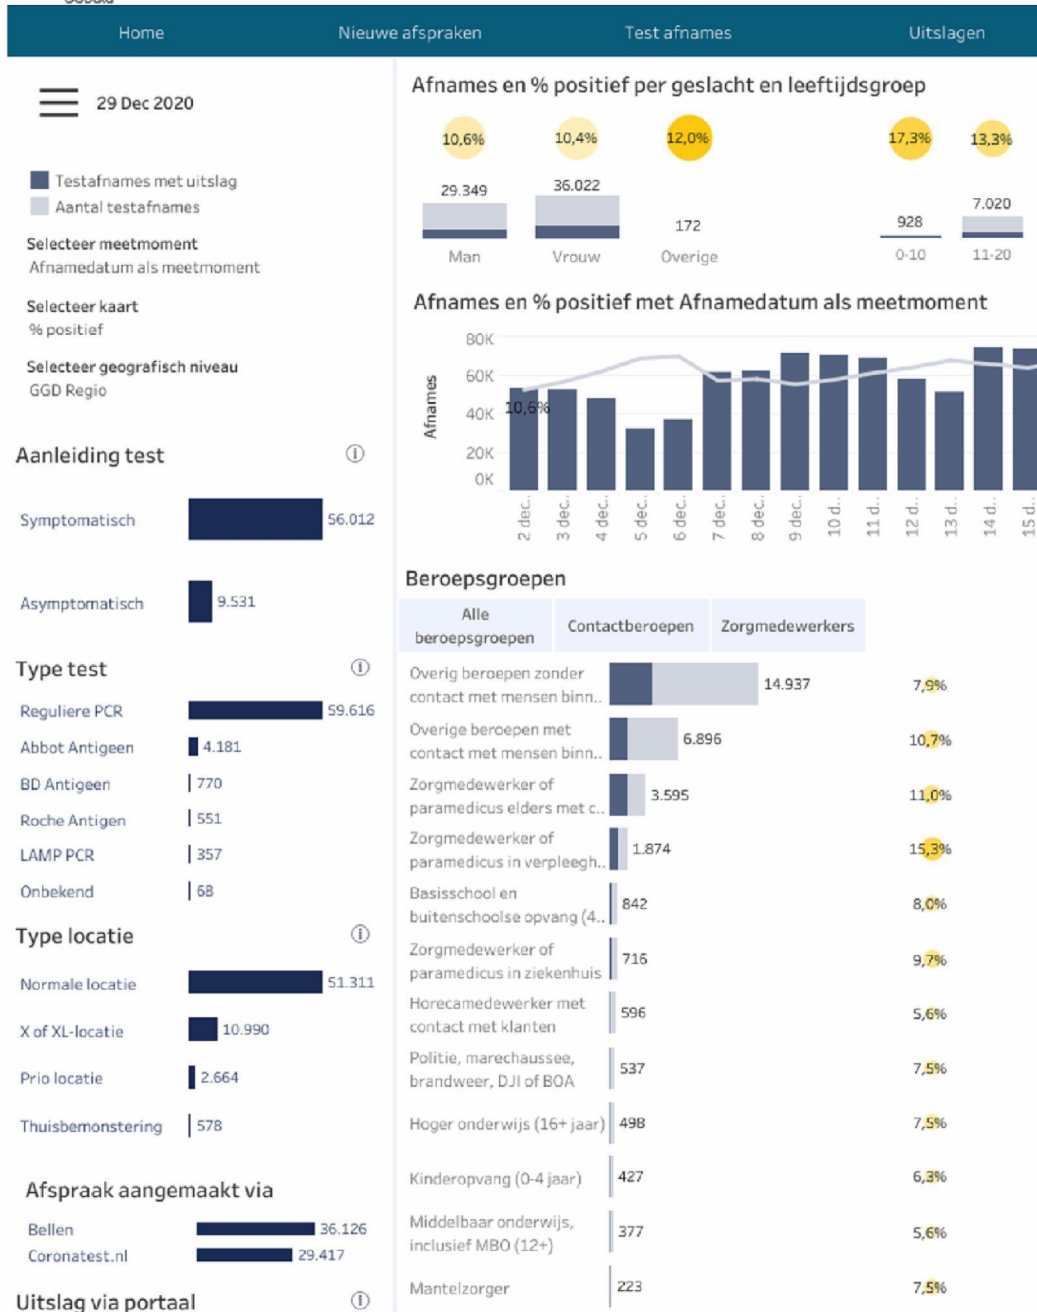 Home
Nieuwe afspraken
Test afnames
Uitslagen
29 Dec 2020
Testafnames met uitslag
Aantal testafnames
Selecteer meetmoment
Afnamedatum als meetmoment
Selecteer kaart
% positief
Selecteer geografisch niveau
GGD Regio
Aanleiding test
Symptomatisch
56.012
Asymptomatisch
9.531
Type test
Reguliere PCR
59.616
Abbot Antigeen
4.181
BD Antigeen
770
Roche Antigen
551
LAMP PCR
357
Onbekend
68
Type locatie
Normale locatie
51.311
X of XL-locatie
10.990
Prio locatie
2.664
Thuisbemonstering
578
Afspraak aangemaakt via
Bellen
36.126
Coronatest.nl
29.417
Uitslag via portaal
Afnames en % positief per geslacht en leeftijdsgroep
10,6%
10,4%
12,0%
17,3%
13,3%
29.349
36.022
172
928
7.020
Man
Vrouw
Overige
0-10
11-20
Afnames en % positief met Afnamedatum als meetmoment
Afnames
80K
60K
40K
20K
0K
10,6%
2 dec..
3 dec..
4 dec..
5 dec..
6 dec..
7 dec..
8 dec..
9 dec..
10 d..
11 d..
12 d..
13 d..
14 d..
15 d
Beroepsgroepen
Alle
beroepsgroepen
Contactberoepen
Zorgmedewerkers
Overig beroepen zonder
contact met mensen binn..
14.937
7,9%
Overige beroepen met
contact met mensen binn..
6.896
10,7%
Zorgmedewerker of
paramedicus elders met c..
3.595
11,0%
Zorgmedewerker of
paramedicus in verpleegh..
1.874
15,3%
Basisschool en
buitenschoolse opvang (4..
842
8,0%
Zorgmedewerker of
paramedicus in ziekenhuis
716
9,7%
Horecamedewerker met
contact met klanten
596
5,6%
Politie, marechaussee,
brandweer, DJI of BOA
537
7,5%
Hoger onderwijs (16+ jaar)
498
7,5%
Kinderopvang (0-4 jaar)
427
6,3%
Middelbaar onderwijs,
inclusief MBO (12+)
377
5,6%
Mantelzorger
223
7,5%